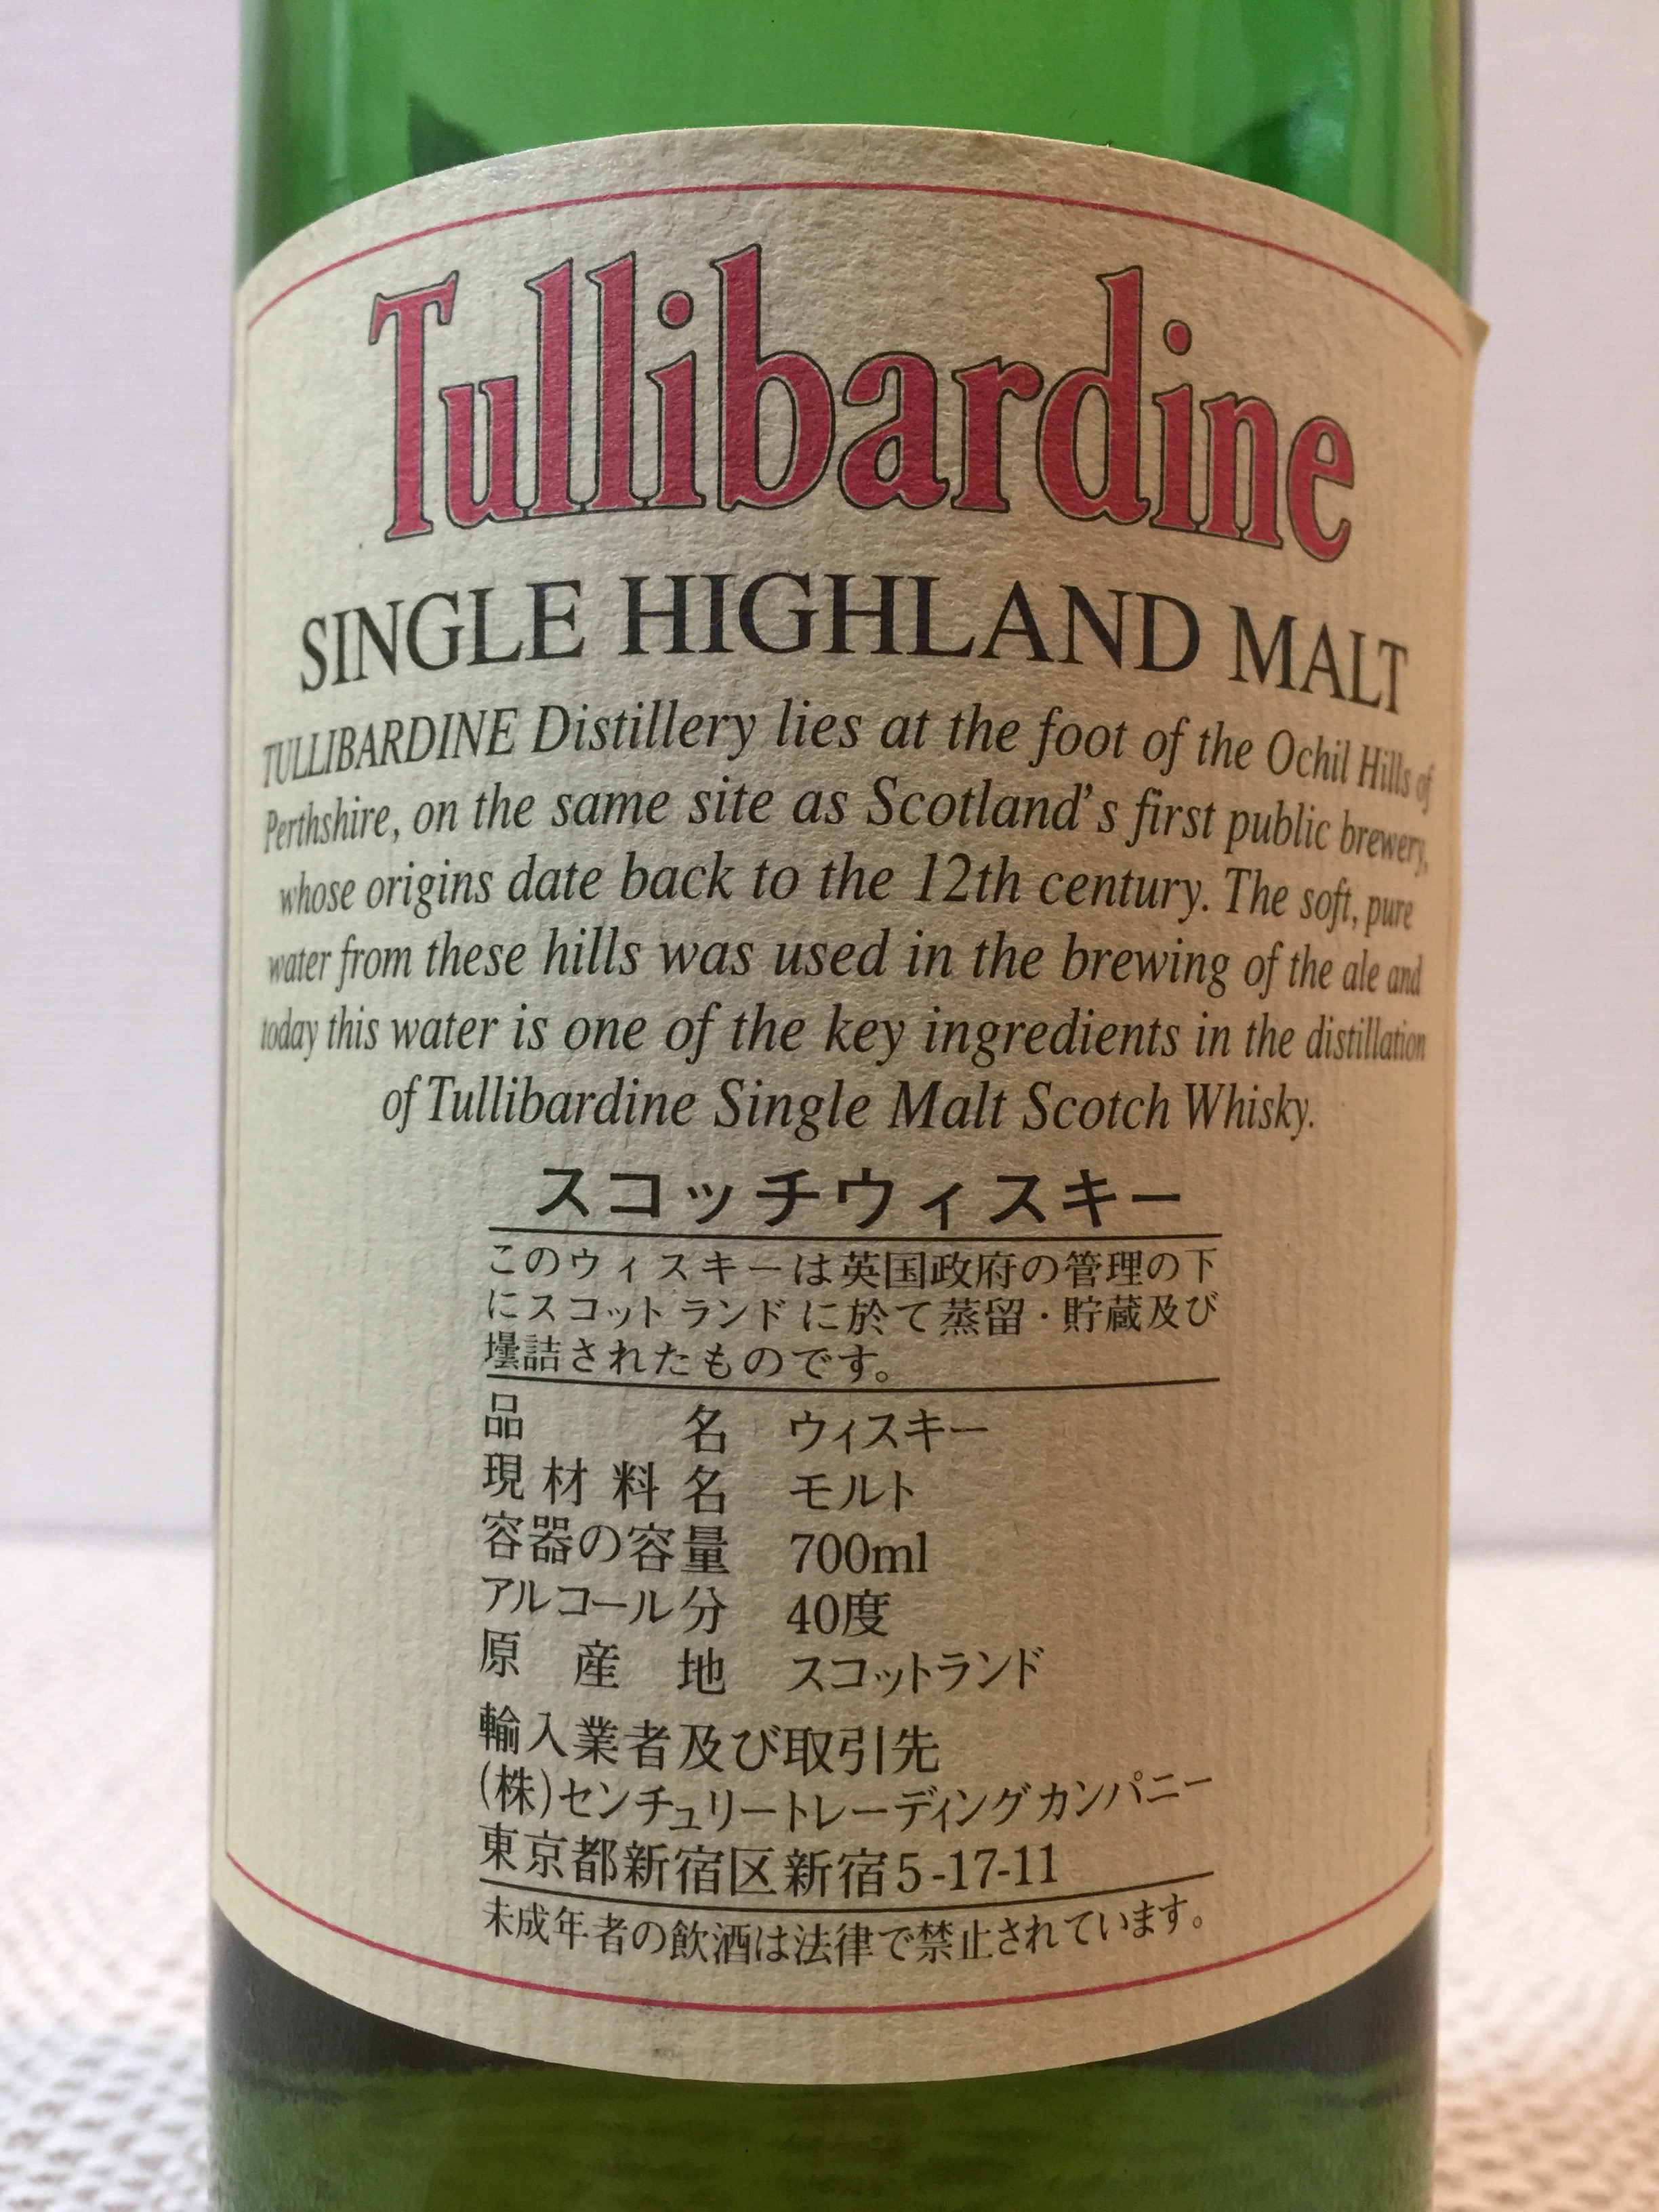 Tullibardine
SINGLE HIGHLAND MALT
TULLIBARDINE Distillery lies at the foot of the Ochil Hills of
Perthshire, on the same site as Scotland's first public brewery,
whose origins date back to the 12th century. The soft, pure
water from these hills was used in the brewing of the ale and
today this water is one of the key ingredients in the distillation
of Tullibardine Single Malt Scotch Whisky.
スコッチウィスキー
このウィスキーは英国政府の管理の下
にスコットランドに於て蒸留・貯蔵及び
壜詰されたものです。
品名 ウィスキー
現材料名 モルト
容器の容量 700ml
アルコール分 40度
原産地 スコットランド
輸入業者及び取引先
(株)センチュリートレーディングカンパニー
東京都新宿区新宿5-17-11
未成年者の飲酒は法律で禁止されています。